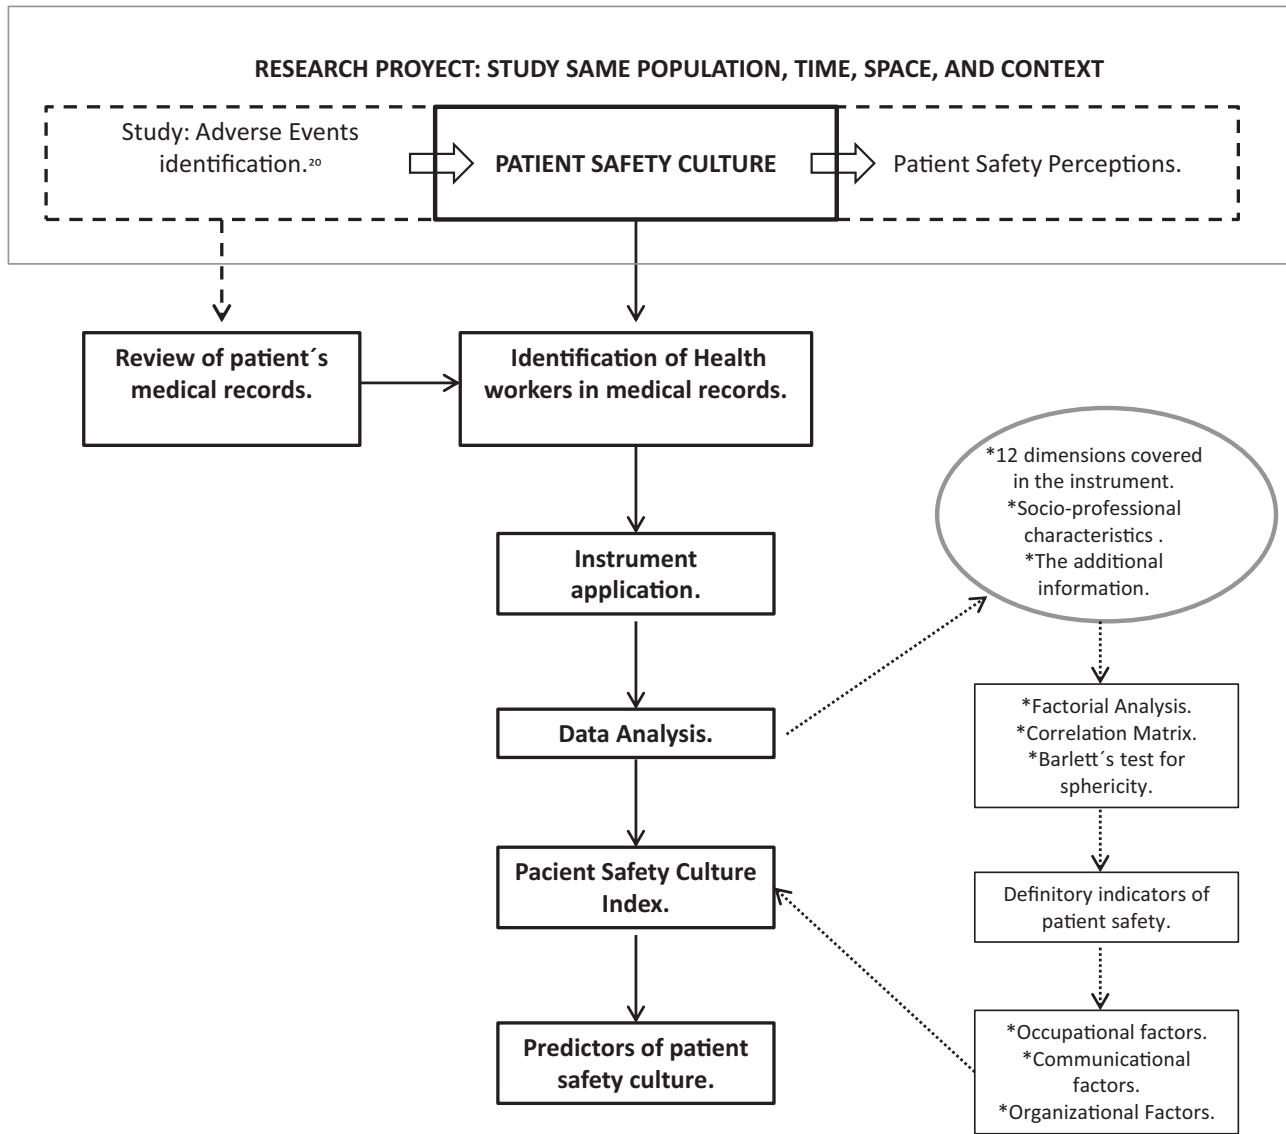 RESEARCH PROYECT: STUDY SAME POPULATION, TIME, SPACE, AND CONTEXT
Study: Adverse Events
identification.²⁰
PATIENT SAFETY CULTURE
Patient Safety Perceptions.
Review of patient´s
medical records.
Identification of Health
workers in medical records.
Instrument
application.
Data Analysis.
Pacient Safety Culture
Index.
Predictors of patient
safety culture.
*12 dimensions covered
in the instrument.
*Socio-professional
characteristics .
*The additional
information.
*Factorial Analysis.
*Correlation Matrix.
*Barlett´s test for
sphericity.
Definitory indicators of
patient safety.
*Occupational factors.
*Communicational
factors.
*Organizational Factors.